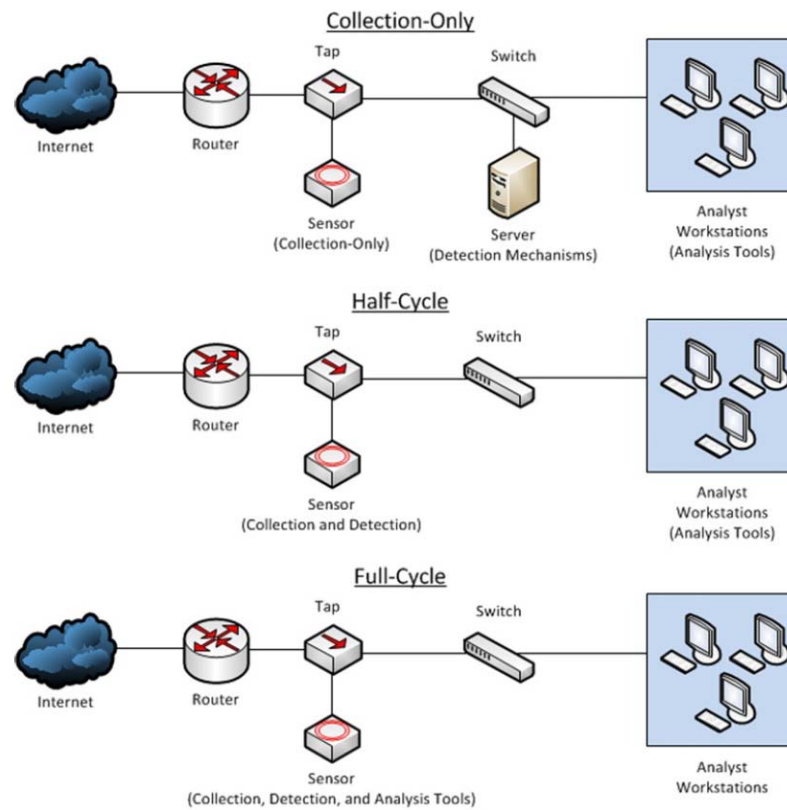 Collection-Only
Tap
Switch
Internet
Router
Sensor
(Collection-Only)
Server
(Detection Mechanisms)
Analyst
Workstations
(Analysis Tools)
Half-Cycle
Tap
Switch
Internet
Router
Sensor
(Collection and Detection)
Analyst
Workstations
(Analysis Tools)
Full-Cycle
Tap
Switch
Internet
Router
Sensor
(Collection, Detection, and Analysis Tools)
Analyst
Workstations